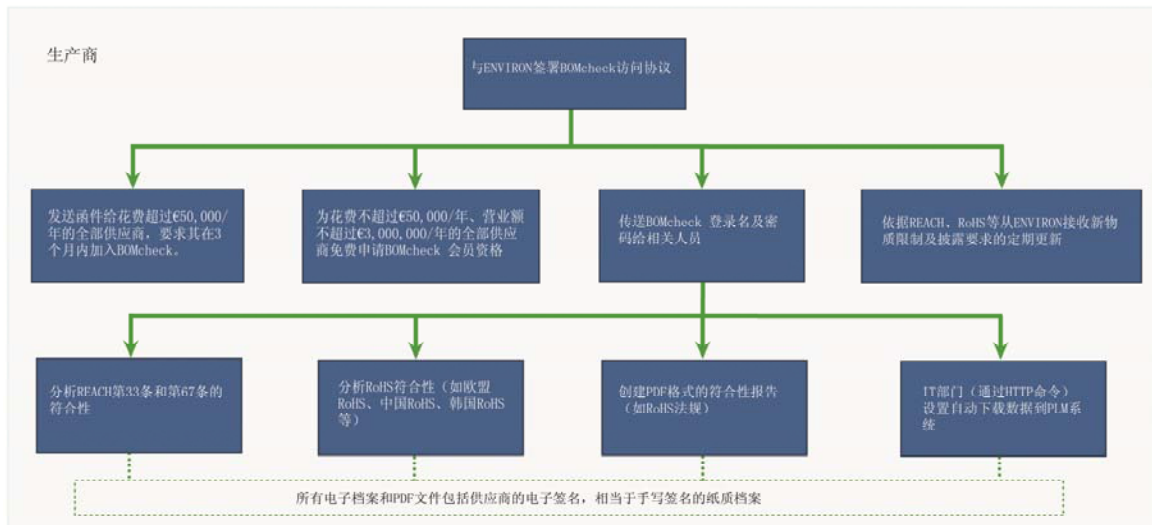 生产商
与ENVIRON签署BOMcheck访问协议
发送函件给花费超过€50,000/
年的全部供应商，要求其在
3个月内加入BOMcheck。
为花费不超过€50,000/年、营业额
不超过€3,000,000/年的全部供应
商免费申请BOMcheck 会员资格
传送BOMcheck 登录名及密
码给相关人员
依据REACH、RoHS等从ENVIRON接收新物
质限制及披露要求的定期更新
分析REACH第33条和第67条的
符合性
分析RoHS符合性（如欧盟
RoHS、中国RoHS、韩国RoHS
等）
创建PDF格式的符合性报告
（如RoHS法规）
IT部门（通过HTTP命令）
设置自动下载数据到PLM系
统
所有电子档案和PDF文件包括供应商的电子签名，相当于手写签名的纸质档案